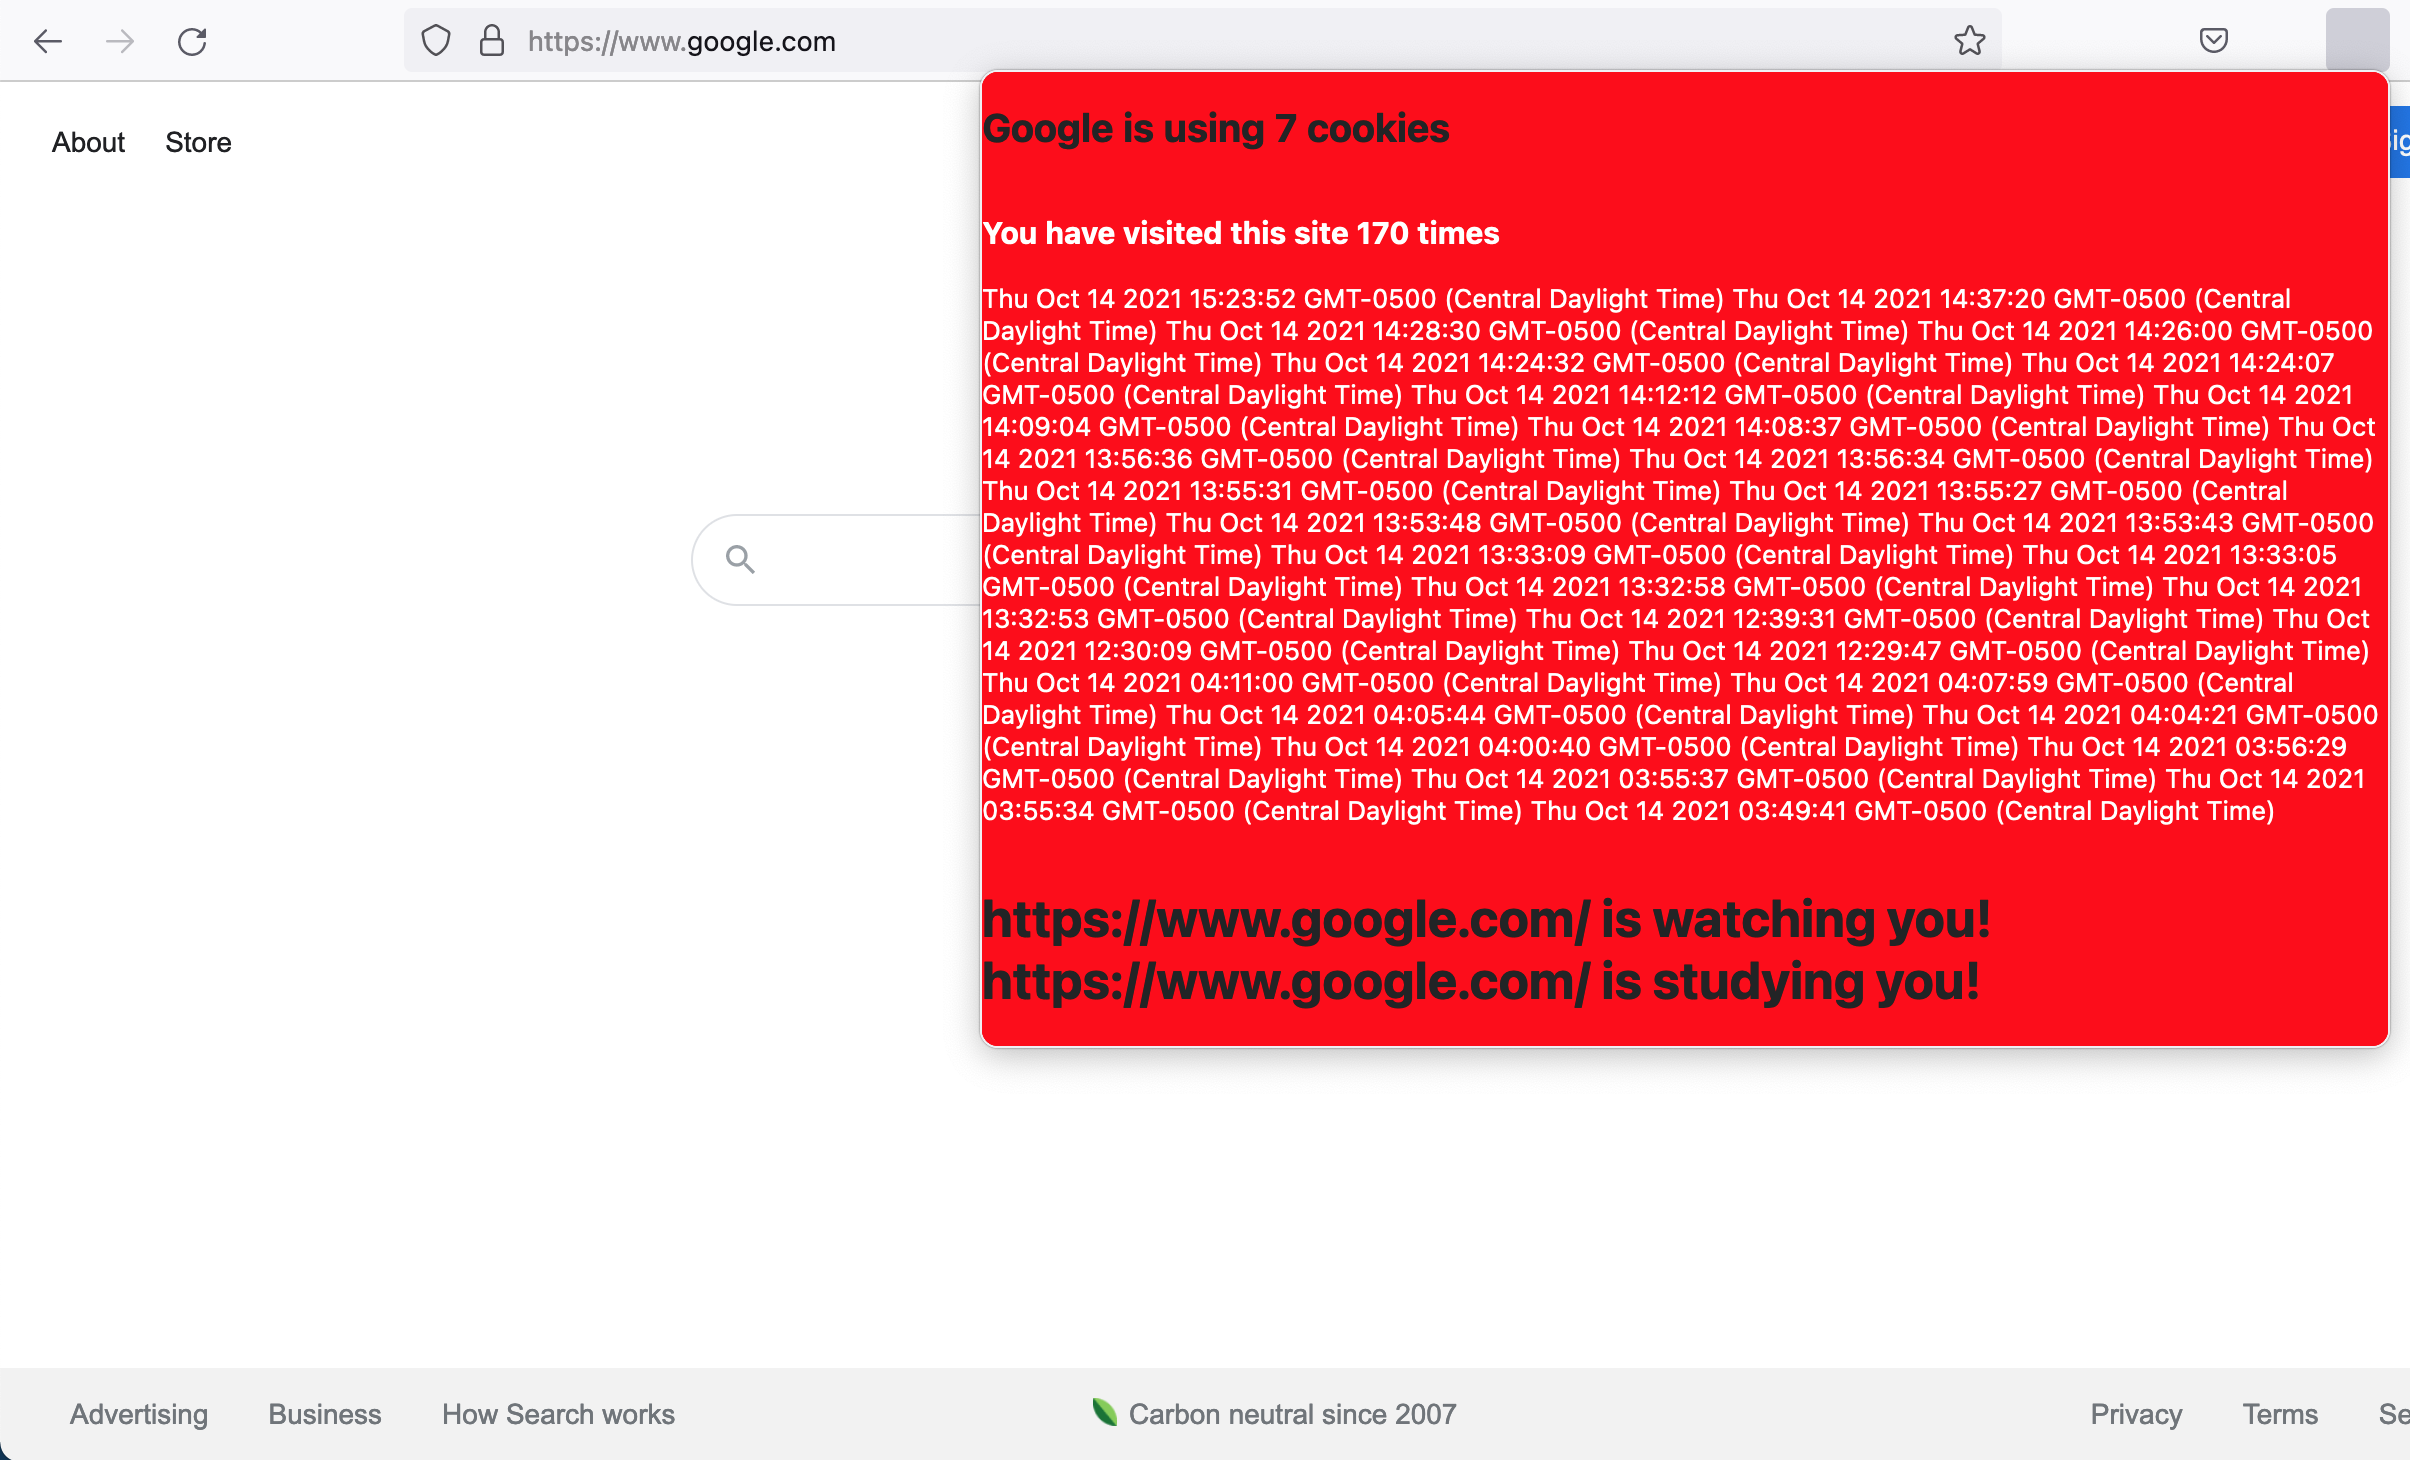 https://www.google.com
About Store
Google is using 7 cookies
You have visited this site 170 times
Thu Oct 14 2021 15:23:52 GMT-0500 (Central Daylight Time) Thu Oct 14 2021 14:37:20 GMT-0500 (Central
Daylight Time) Thu Oct 14 2021 14:28:30 GMT-0500 (Central Daylight Time) Thu Oct 14 2021 14:26:00 GMT-0500
(Central Daylight Time) Thu Oct 14 2021 14:24:32 GMT-0500 (Central Daylight Time) Thu Oct 14 2021 14:24:07
GMT-0500 (Central Daylight Time) Thu Oct 14 2021 14:12:12 GMT-0500 (Central Daylight Time) Thu Oct 14 2021
14:09:04 GMT-0500 (Central Daylight Time) Thu Oct 14 2021 14:08:37 GMT-0500 (Central Daylight Time) Thu Oct
14 2021 13:56:36 GMT-0500 (Central Daylight Time) Thu Oct 14 2021 13:56:34 GMT-0500 (Central Daylight Time)
Thu Oct 14 2021 13:55:31 GMT-0500 (Central Daylight Time) Thu Oct 14 2021 13:55:27 GMT-0500 (Central
Daylight Time) Thu Oct 14 2021 13:53:48 GMT-0500 (Central Daylight Time) Thu Oct 14 2021 13:53:43 GMT-0500
(Central Daylight Time) Thu Oct 14 2021 13:33:09 GMT-0500 (Central Daylight Time) Thu Oct 14 2021 13:33:05
GMT-0500 (Central Daylight Time) Thu Oct 14 2021 13:32:58 GMT-0500 (Central Daylight Time) Thu Oct 14 2021
13:32:53 GMT-0500 (Central Daylight Time) Thu Oct 14 2021 12:39:31 GMT-0500 (Central Daylight Time) Thu Oct
14 2021 12:30:09 GMT-0500 (Central Daylight Time) Thu Oct 14 2021 12:29:47 GMT-0500 (Central Daylight Time)
Thu Oct 14 2021 04:11:00 GMT-0500 (Central Daylight Time) Thu Oct 14 2021 04:07:59 GMT-0500 (Central
Daylight Time) Thu Oct 14 2021 04:05:44 GMT-0500 (Central Daylight Time) Thu Oct 14 2021 04:04:21 GMT-0500
(Central Daylight Time) Thu Oct 14 2021 04:00:40 GMT-0500 (Central Daylight Time) Thu Oct 14 2021 03:56:29
GMT-0500 (Central Daylight Time) Thu Oct 14 2021 03:55:37 GMT-0500 (Central Daylight Time) Thu Oct 14 2021
03:55:34 GMT-0500 (Central Daylight Time) Thu Oct 14 2021 03:49:41 GMT-0500 (Central Daylight Time)
https://www.google.com/ is watching you!
https://www.google.com/ is studying you!
Advertising Business How Search works Carbon neutral since 2007 Privacy Terms